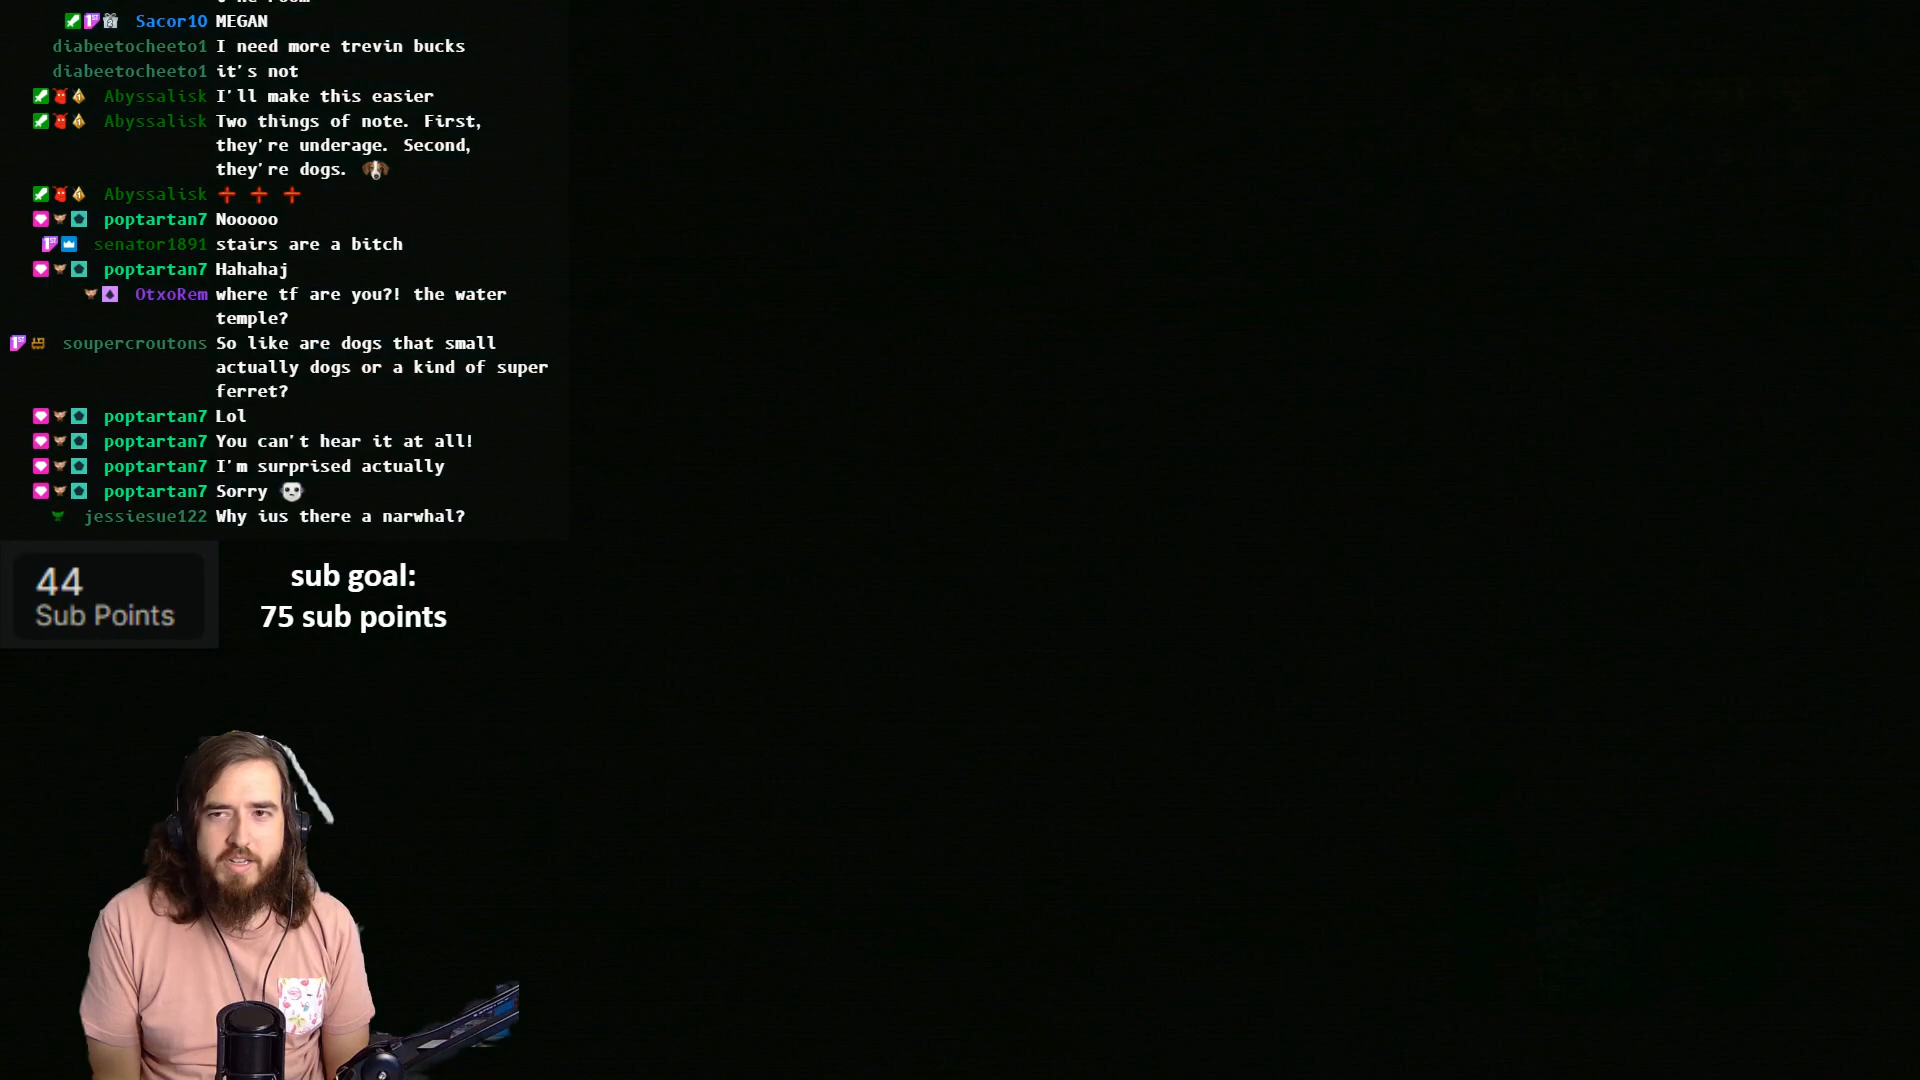 Sacor10 MEGAN
diabeetocheeto1 I need more trevin bucks
diabeetocheeto1 it's not
Abyssalisk I'll make this easier
Abyssalisk Two things of note. First,
they're underage. Second,
they're dogs.
Abyssalisk
poptartan7 Nooooo
senator1891 stairs are a bitch
poptartan7 Hahahaj
OtxoRem where tf are you?! the water
temple?
soupercroutons So like are dogs that small
actually dogs or a kind of super
ferret?
poptartan7 Lol
poptartan7 You can't hear it at all!
poptartan7 I'm surprised actually
poptartan7 Sorry
jessiesue122 Why ius there a narwhal?
44
Sub Points
sub goal:
75 sub points